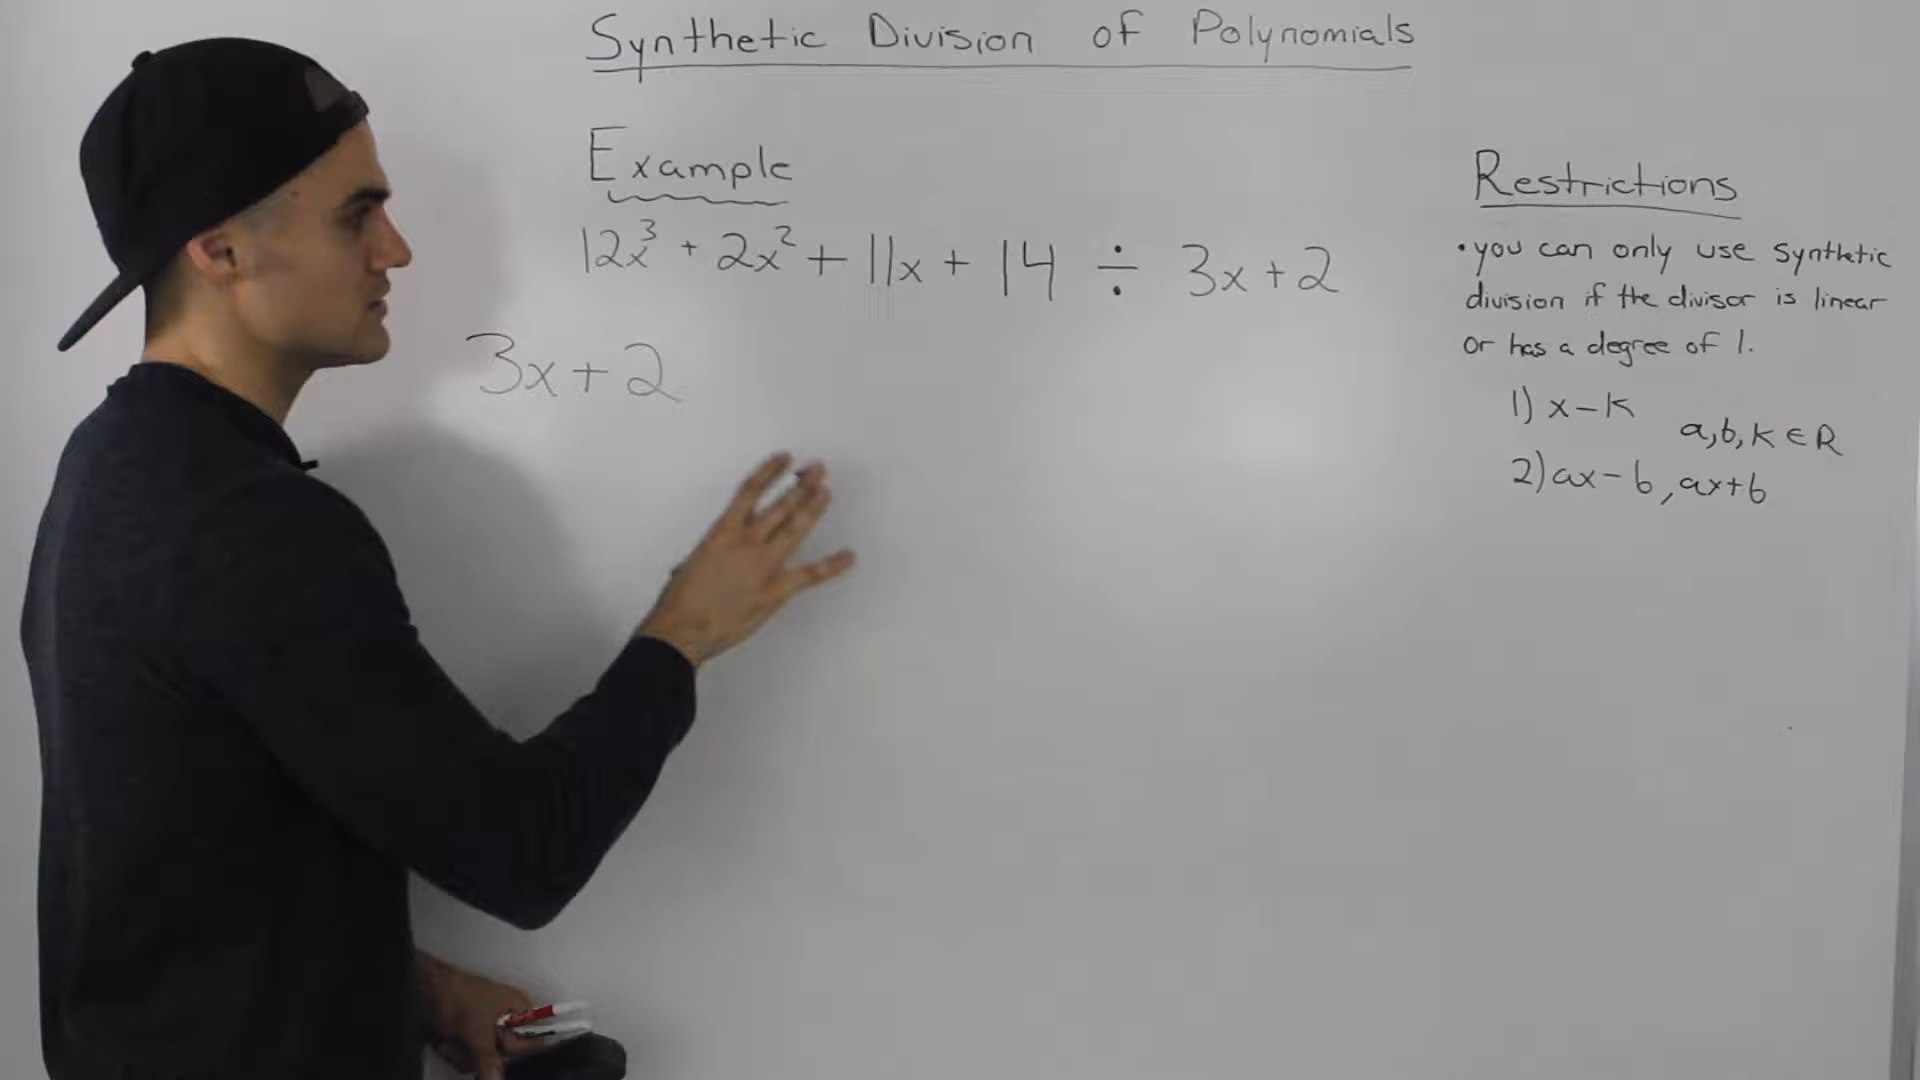 Synthetic Division of Polynomials
Example
12x³ + 2x² + 11x + 14 ÷ 3x + 2
3x + 2
Restrictions
• you can only use synthetic
division if the divisor is linear
or has a degree of 1.
1) x - k
a, b, k ∈ R
2) ax - b, ax + b